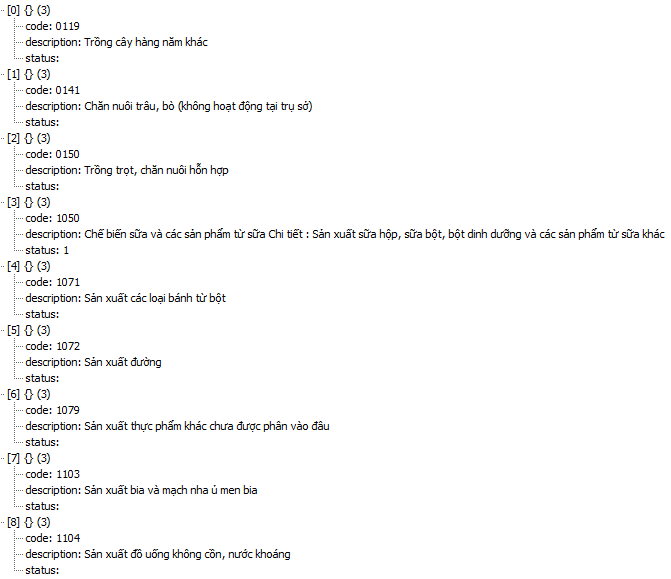 [0] {} (3)
code: 0119
description: Trồng cây hàng năm khác
status:
[1] {} (3)
code: 0141
description: Chăn nuôi trâu, bò (không hoạt động tại trụ sở)
status:
[2] {} (3)
code: 0150
description: Trồng trọt, chăn nuôi hỗn hợp
status:
[3] {} (3)
code: 1050
description: Chế biến sữa và các sản phẩm từ sữa Chi tiết : Sản xuất sữa hộp, sữa bột, bột dinh dưỡng và các sản phẩm từ sữa khác
status: 1
[4] {} (3)
code: 1071
description: Sản xuất các loại bánh từ bột
status:
[5] {} (3)
code: 1072
description: Sản xuất đường
status:
[6] {} (3)
code: 1079
description: Sản xuất thực phẩm khác chưa được phân vào đâu
status:
[7] {} (3)
code: 1103
description: Sản xuất bia và mạch nha ủ men bia
status:
[8] {} (3)
code: 1104
description: Sản xuất đồ uống không cồn, nước khoáng
status: